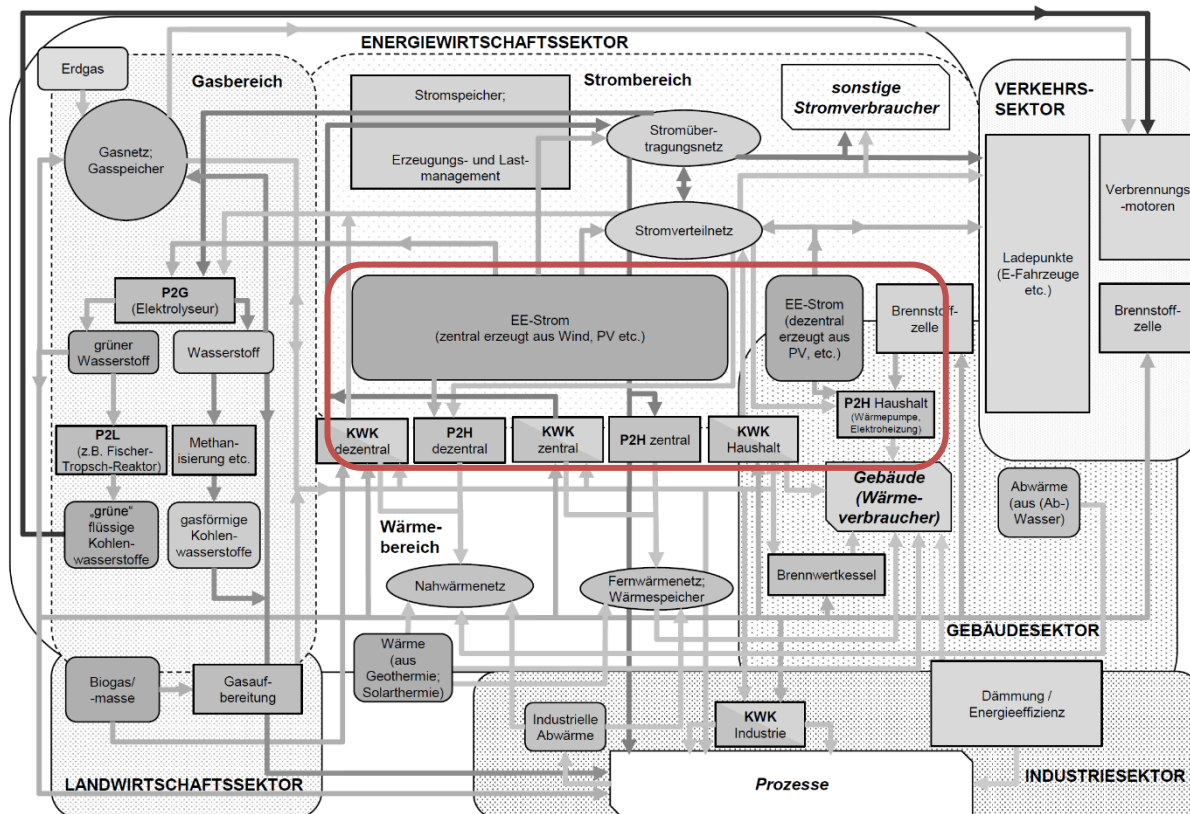 ENERGIEWIRTSCHAFTSSEKTOR
Erdgas
Gasbereich
Strombereich
Stromspeicher;
Erzeugungs- und Last-
management
sonstige
Stromverbraucher
VERKEHRS-
SEKTOR
Gasnetz;
Gasspeicher
Stromüber-
tragungsnetz
Stromverteilnetz
Ladepunkte
(E-Fahrzeuge
etc.)
Verbrennungs
-motoren
Brennstoff-
zelle
P2G
(Elektrolyseur)
EE-Strom
(zentral erzeugt aus Wind, PV etc.)
EE-Strom
(dezentral
erzeugt aus
PV, etc.)
Brennstoff-
zelle
grüner
Wasserstoff
Wasserstoff
P2H Haushalt
(Wärmepumpe,
Elektroheizung)
P2L
(z.B. Fischer-
Tropsch-Reaktor)
Methan-
isierung etc.
KWK
dezentral
P2H
dezentral
KWK
zentral
P2H zentral
KWK
Haushalt
Gebäude
(Wärme-
verbraucher)
Abwärme
(aus (Ab-)
Wasser)
„grüne“
flüssige
Kohlen-
wasserstoffe
gasförmige
Kohlen-
wasserstoffe
Wärme-
bereich
Nahwärmenetz
Fernwärmenetz;
Wärmespeicher
Brennwertkessel
GEBÄUDESEKTOR
Biogas/
-masse
Gasauf-
bereitung
Wärme
(aus
Geothermie;
Solarthermie)
Industrielle
Abwärme
KWK
Industrie
Dämmung /
Energieeffizienz
LANDWIRTSCHAFTSSEKTOR
Prozesse
INDUSTRIESEKTOR